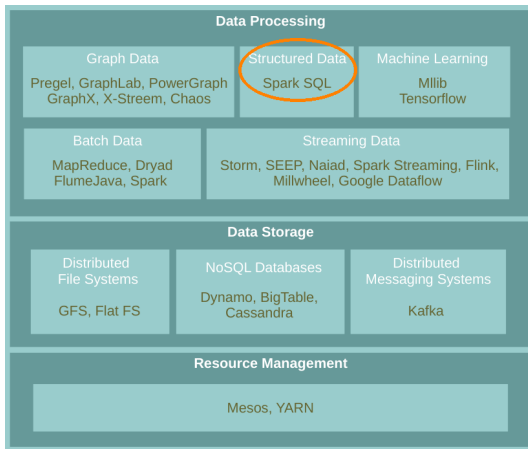 Data Processing
Graph Data
Pregel, GraphLab, PowerGraph
GraphX, X-Streem, Chaos
Structured Data
Spark SQL
Machine Learning
Mllib
Tensorflow
Batch Data
MapReduce, Dryad
FlumeJava, Spark
Streaming Data
Storm, SEEP, Naiad, Spark Streaming, Flink,
Millwheel, Google Dataflow
Data Storage
Distributed
File Systems
GFS, Flat FS
NoSQL Databases
Dynamo, BigTable,
Cassandra
Distributed
Messaging Systems
Kafka
Resource Management
Mesos, YARN